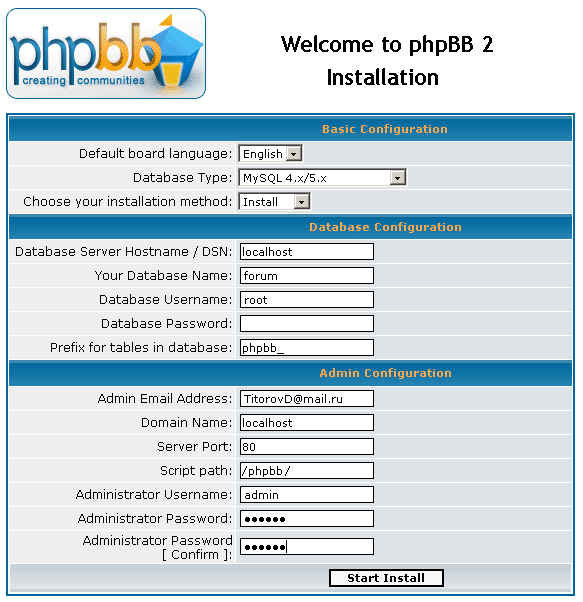 phpbb
creating communities
Welcome to phpBB 2
Installation
Basic Configuration
Default board language: English
Database Type: MySQL 4.x/5.x
Choose your installation method: Install
Database Configuration
Database Server Hostname / DSN: localhost
Your Database Name: forum
Database Username: root
Database Password:
Prefix for tables in database: phpbb_
Admin Configuration
Admin Email Address: TitorovD@mail.ru
Domain Name: localhost
Server Port: 80
Script path: /phpbb/
Administrator Username: admin
Administrator Password: ●●●●●●
Administrator Password
[ Confirm ]: ●●●●●●
Start Install